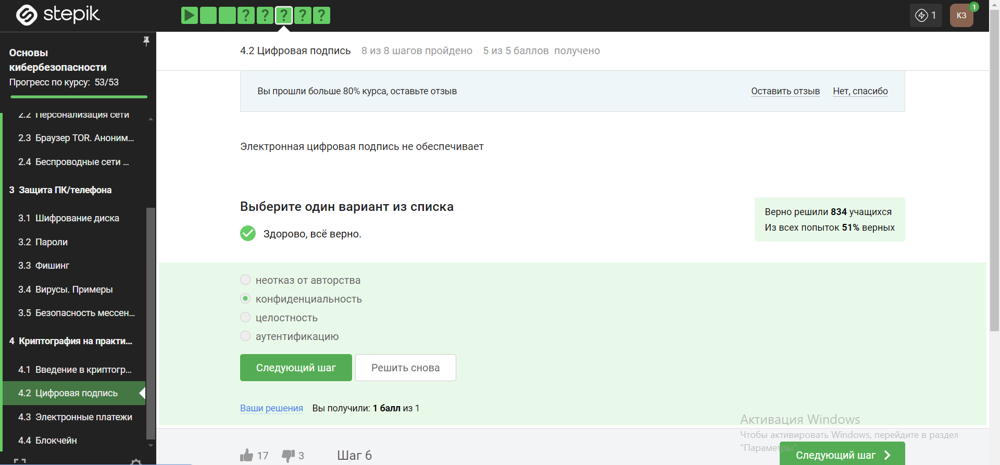 stepik
? ? ? ? ?
1
КЗ
1
Основы
кибербезопасности
Прогресс по курсу: 53/53
2.2 Персонализация сети
2.3 Браузер TOR. Аноним...
2.4 Беспроводные сети ...
3 Защита ПК/телефона
3.1 Шифрование диска
3.2 Пароли
3.3 Фишинг
3.4 Вирусы. Примеры
3.5 Безопасность мессен...
4 Криптография на практи...
4.1 Введение в криптогр...
4.2 Цифровая подпись
4.3 Электронные платежи
4.4 Блокчейн
4.2 Цифровая подпись 8 из 8 шагов пройдено 5 из 5 баллов получено
Вы прошли больше 80% курса, оставьте отзыв
Оставить отзыв
Нет, спасибо
Электронная цифровая подпись не обеспечивает
Выберите один вариант из списка
Здорово, всё верно.
Верно решили 834 учащихся
Из всех попыток 51% верных
неотказ от авторства
конфиденциальность
целостность
аутентификацию
Следующий шаг
Решить снова
Ваши решения Вы получили: 1 балл из 1
Активация Windows
Чтобы активировать Windows, перейдите в раздел
"Параметры".
17
3
Шаг 6
Следующий шаг